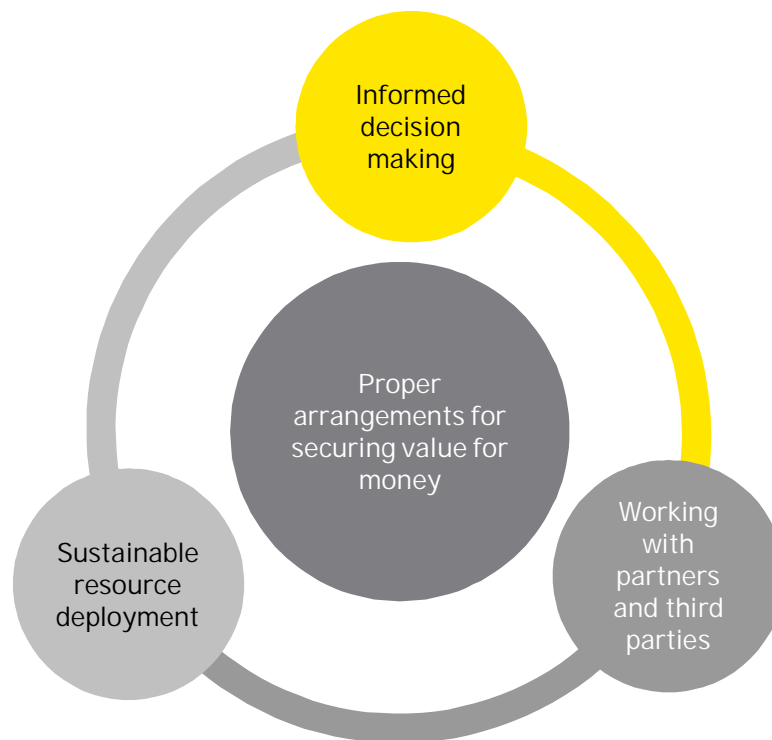 Informed
decision
making
Proper
arrangements for
securing value for
money
Sustainable
resource
deployment
Working
with
partners
and third
parties